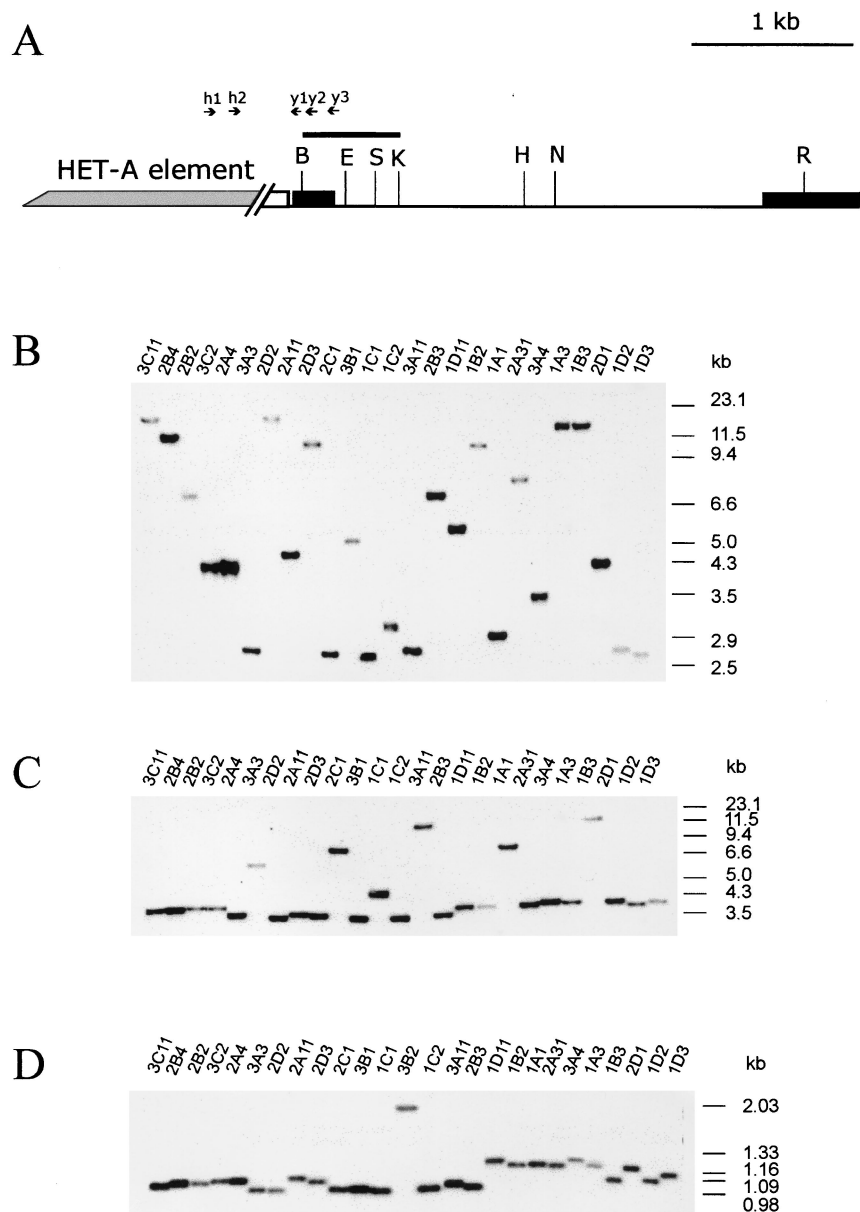 A
1 kb
h1 h2 y1 y2 y3
HET-A element
B E S K H N R
B
3C11 2B4 2B2 3C2 2A4 3A3 2D2 2A11 2D3 2C1 3B1 1C1 1C2 3A11 2B3 1D11 1B2 1A1 2A31 3A4 1A3 1B3 2D1 1D2 1D3
kb
23.1
11.5
9.4
6.6
5.0
4.3
3.5
2.9
2.5
C
3C11 2B4 2B2 3C2 2A4 3A3 2D2 2A11 2D3 2C1 3B1 1C1 1C2 3A11 2B3 1D11 1B2 1A1 2A31 3A4 1A3 1B3 2D1 1D2 1D3
kb
23.1
11.5
9.4
6.6
5.0
4.3
3.5
D
3C11 2B4 2B2 3C2 2A4 3A3 2D2 2A11 2D3 2C1 3B1 1C1 3B2 1C2 3A11 2B3 1D11 1B2 1A1 2A31 3A4 1A3 1B3 2D1 1D2 1D3
kb
2.03
1.33
1.16
1.09
0.98